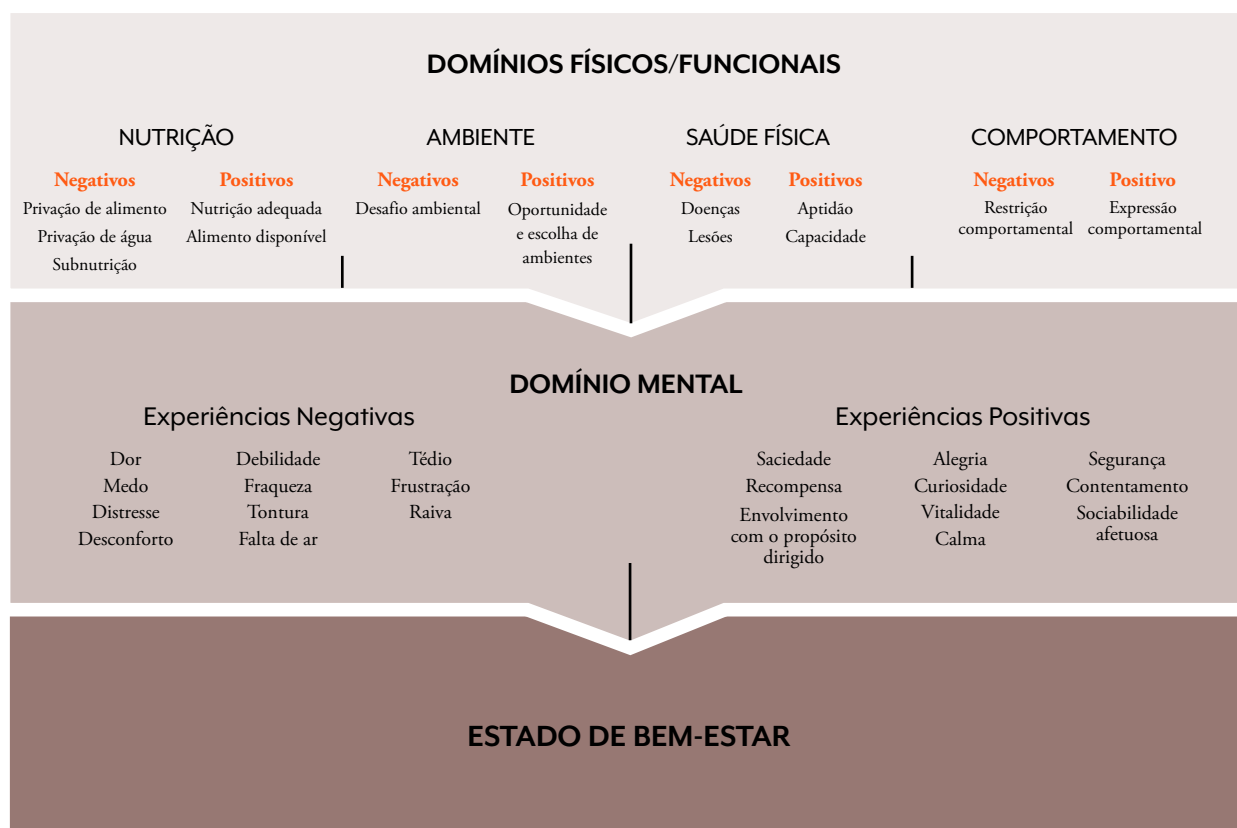 DOMÍNIOS FÍSICOS/FUNCIONAIS
NUTRIÇÃO
Negativos
Privação de alimento
Privação de água
Subnutrição
Positivos
Nutrição adequada
Alimento disponível
AMBIENTE
Negativos
Desafio ambiental
Positivos
Oportunidade
e escolha de
ambientes
SAÚDE FÍSICA
Negativos
Doenças
Lesões
Positivos
Aptidão
Capacidade
COMPORTAMENTO
Negativos
Restrição
comportamental
Positivo
Expressão
comportamental
DOMÍNIO MENTAL
Experiências Negativas
Dor
Medo
Distresse
Desconforto
Debilidade
Fraqueza
Tontura
Falta de ar
Tédio
Frustração
Raiva
Experiências Positivas
Saciedade
Recompensa
Envolvimento
com o propósito
dirigido
Alegria
Curiosidade
Vitalidade
Calma
Segurança
Contentamento
Sociabilidade
afetuosa
ESTADO DE BEM-ESTAR